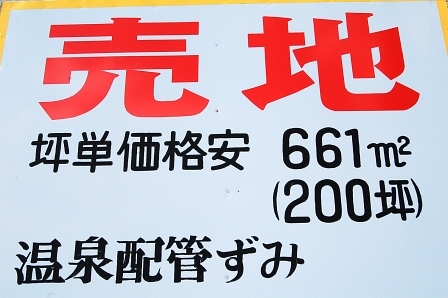 売地
坪単価格安 661m²
(200坪)
温泉配管ずみ